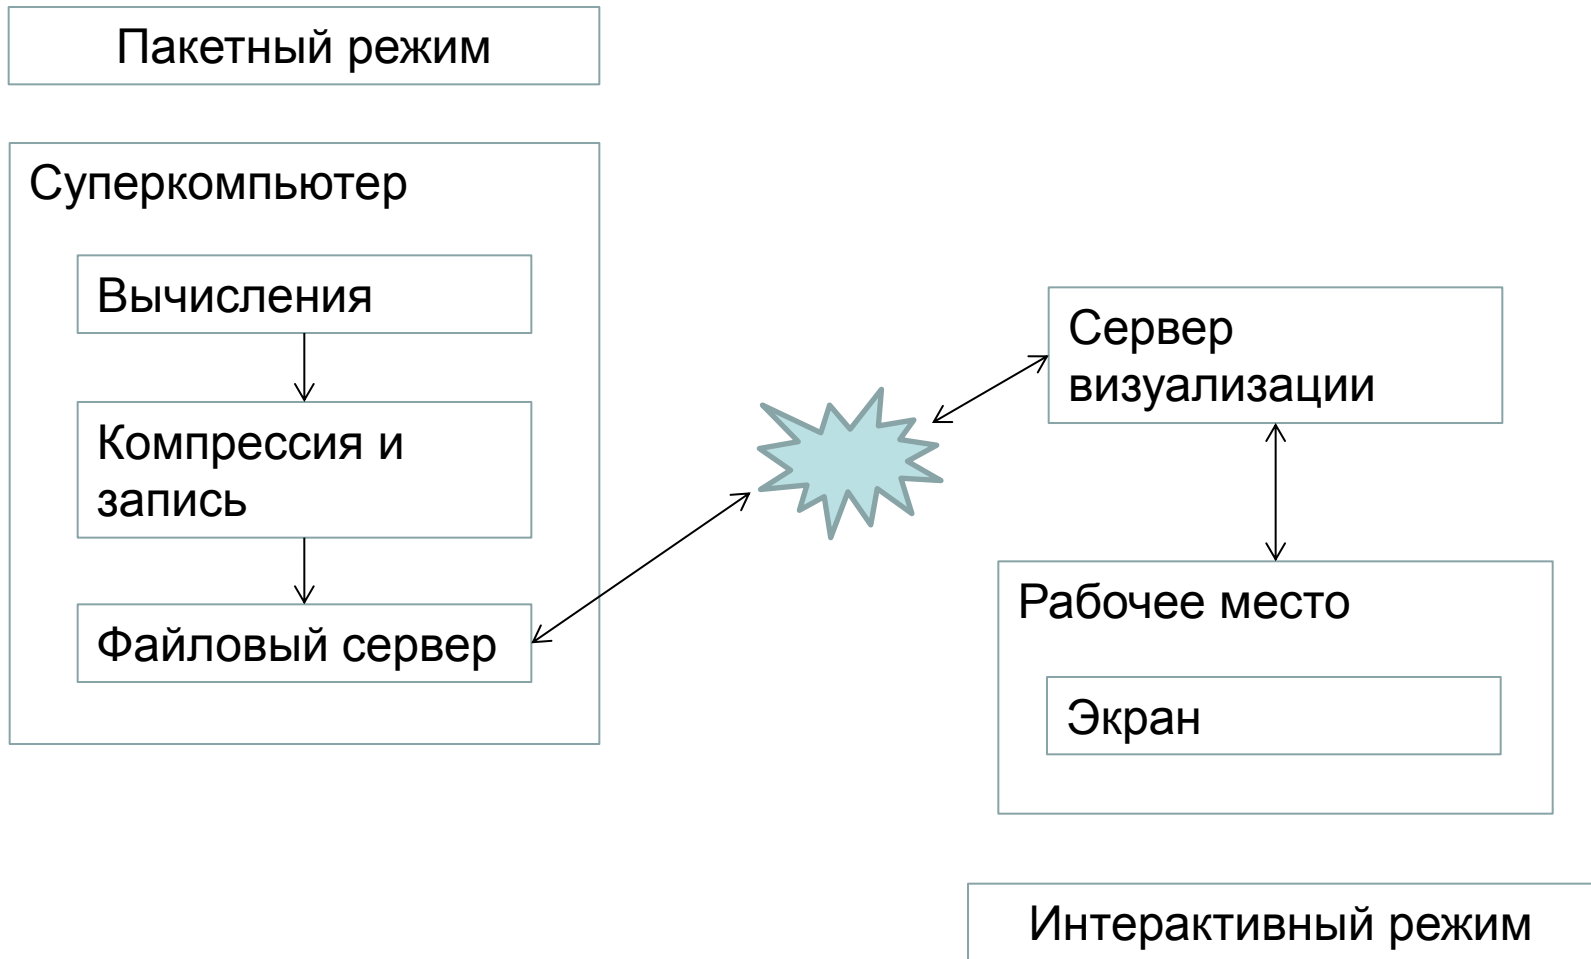 Пакетный режим
Суперкомпьютер
Вычисления
Компрессия и
запись
Файловый сервер
Сервер
визуализации
Рабочее место
Экран
Интерактивный режим